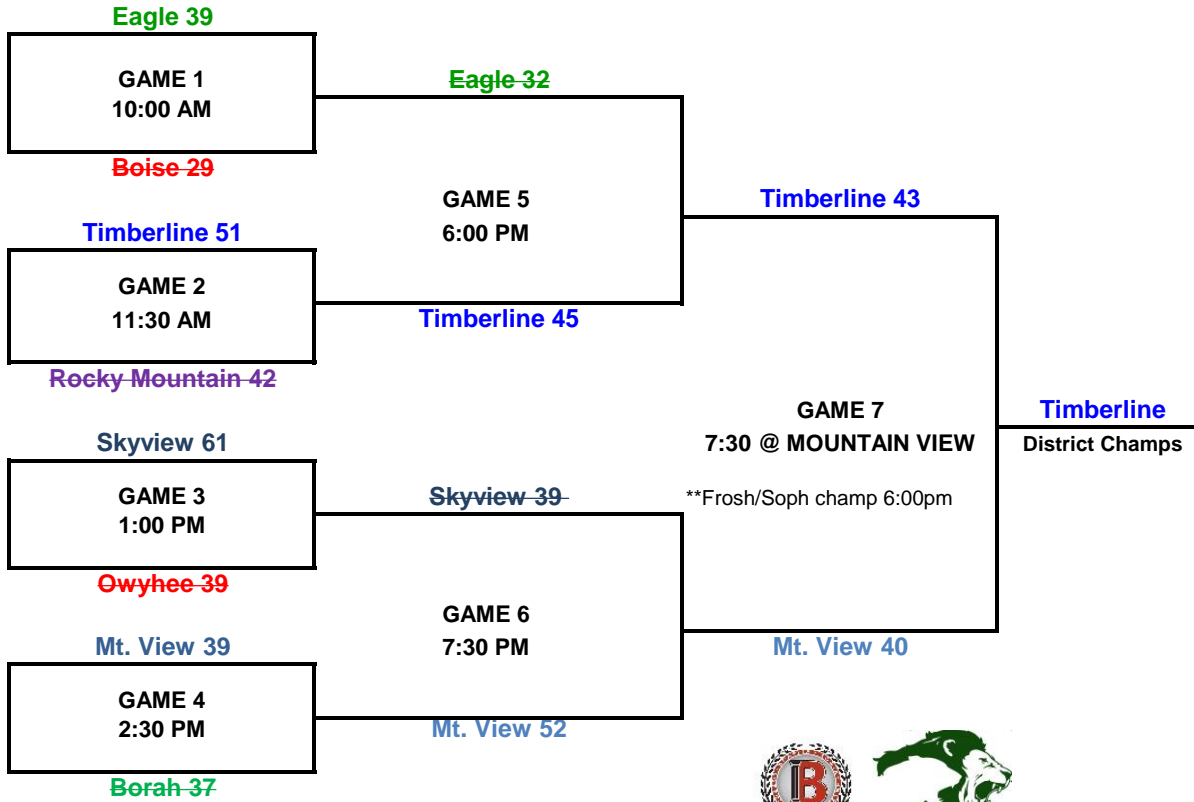 Eagle 39
GAME 1
10:00 AM
Boise 29
Timberline 51
GAME 2
11:30 AM
Rocky Mountain 42
Skyview 61
GAME 3
1:00 PM
Owyhee 39
Mt. View 39
GAME 4
2:30 PM
Borah 37
Eagle 32
GAME 5
6:00 PM
Timberline 45
Skyview 39
GAME 6
7:30 PM
Mt. View 52
Timberline 43
GAME 7
7:30 @ MOUNTAIN VIEW
**Frosh/Soph champ 6:00pm
Mt. View 40
Timberline
District Champs
B